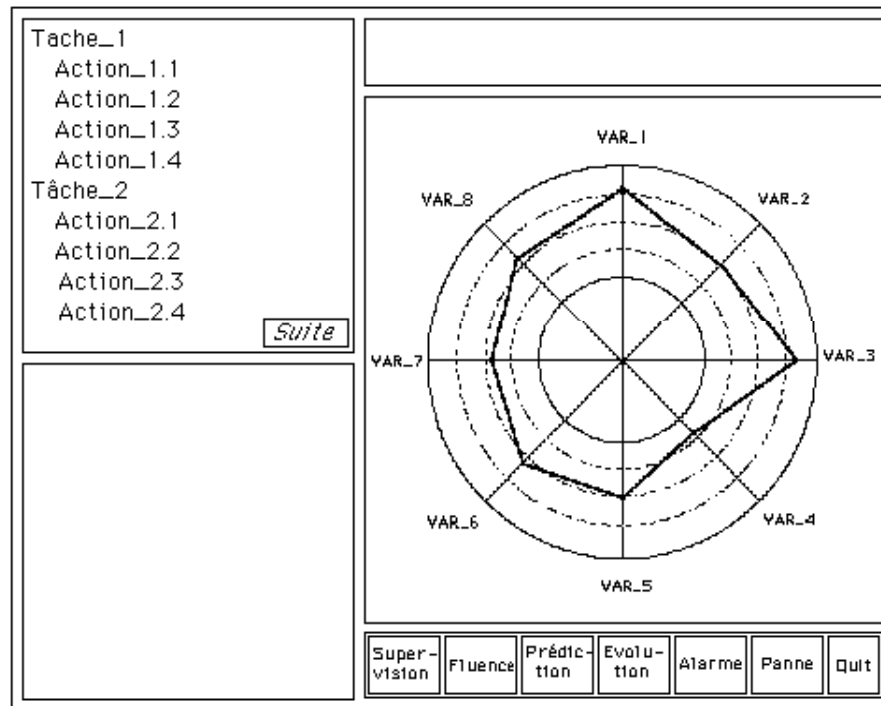 Tache_1
Action_1.1
Action_1.2
Action_1.3
Action_1.4
Tâche_2
Action_2.1
Action_2.2
Action_2.3
Action_2.4
Suite
VAR_1
VAR_8
VAR_2
VAR_7
VAR_3
VAR_6
VAR_4
VAR_5
Super-
vision
Fluence
Prédic-
tion
Evolu-
tion
Alarme
Panne
Quit